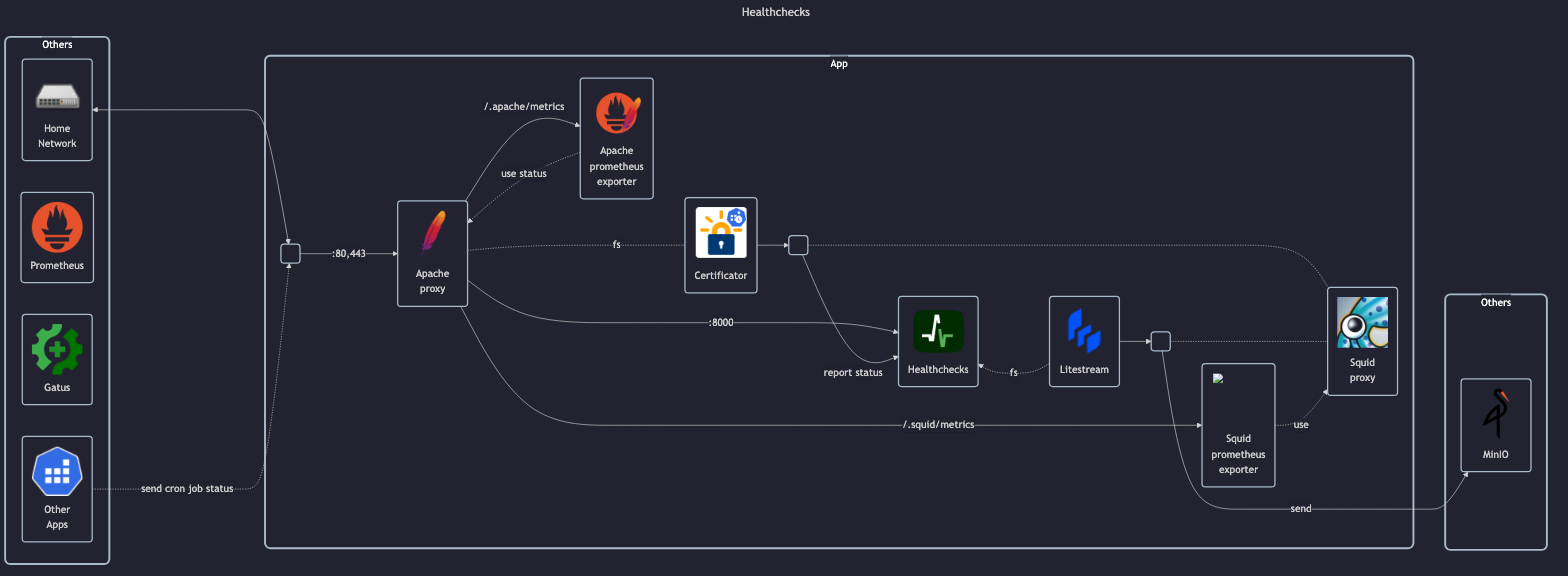 Healthchecks
Others
Home
Network
Prometheus
Gatus
Other
Apps
send cron job status
App
:80,443
Apache
proxy
/.apache/metrics
use status
Apache
prometheus
exporter
fs
Certificator
:8000
report status
Healthchecks
fs
Litestream
/.squid/metrics
Squid
prometheus
exporter
use
Squid
proxy
send
Others
MinIO